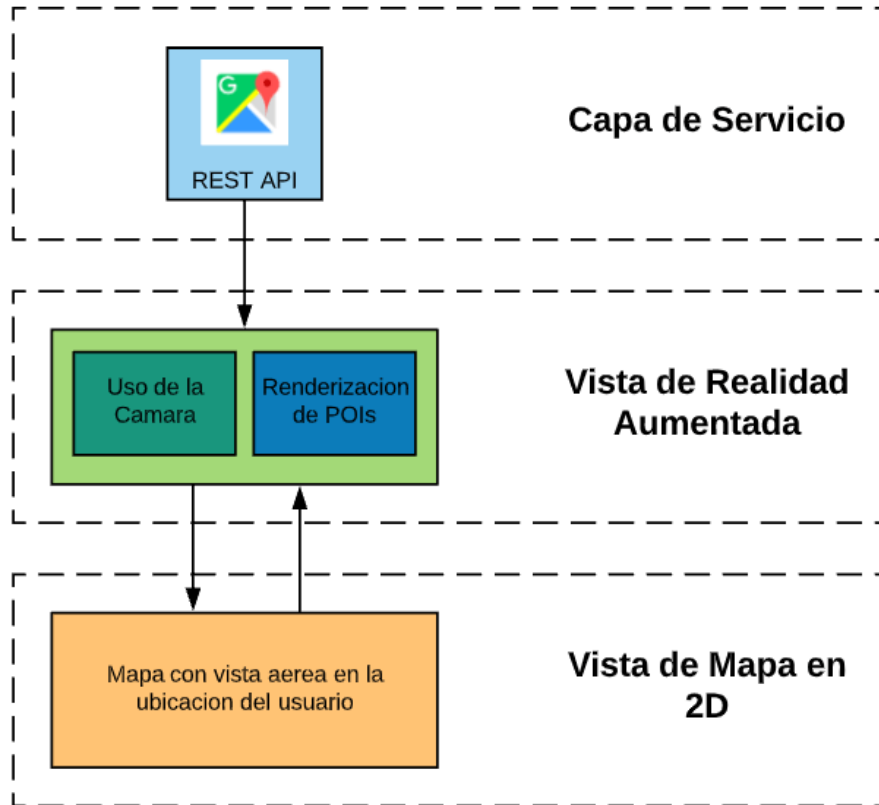 G
REST API
Capa de Servicio
Uso de la
Camara
Renderizacion
de POIs
Vista de Realidad
Aumentada
Mapa con vista aerea en la
ubicacion del usuario
Vista de Mapa en
2D